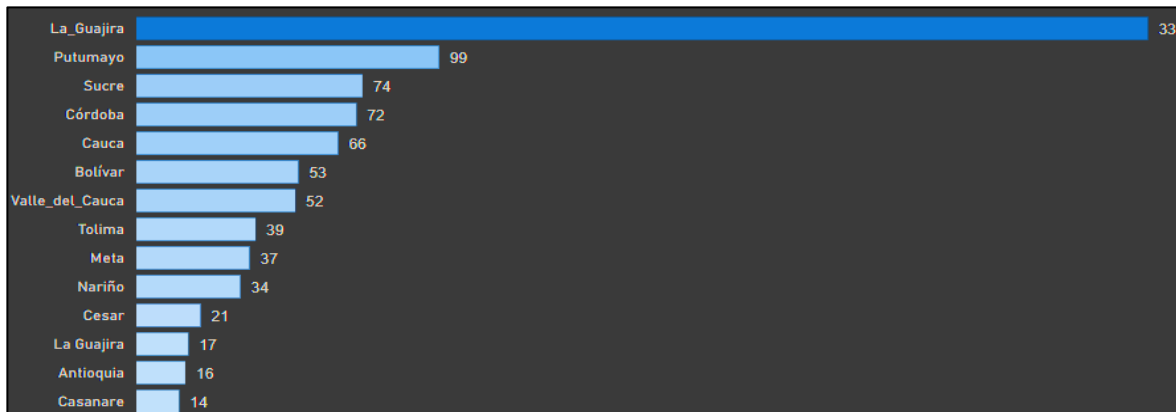 La_Guajira 33
Putumayo 99
Sucre 74
Córdoba 72
Cauca 66
Bolívar 53
Valle_del_Cauca 52
Tolima 39
Meta 37
Nariño 34
Cesar 21
La Guajira 17
Antioquia 16
Casanare 14